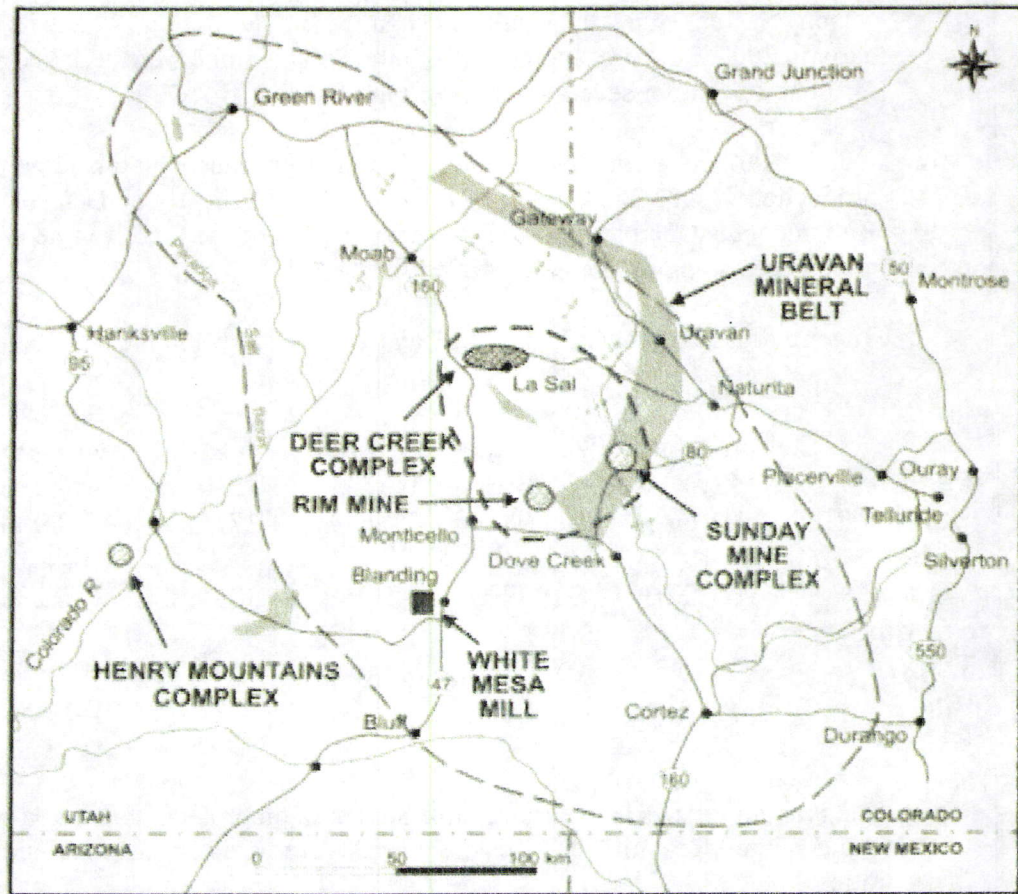 N
Grand Junction
Green River
Gateway
Moab
160
URAVAN
MINERAL
BELT
50
Montrose
Hanksville
95
Paradox
Salt
Uravan
La Sal
Naturita
DEER CREEK
COMPLEX
80
RIM MINE
Placerville
Ouray
Telluride
Monticello
SUNDAY
MINE
COMPLEX
Dove Creek
Silverton
Blanding
Colorado R
HENRY MOUNTAINS
COMPLEX
WHITE
MESA
MILL
47
550
Bluff
Cortez
Durango
160
UTAH
COLORADO
ARIZONA
NEW MEXICO
0 50 100 km